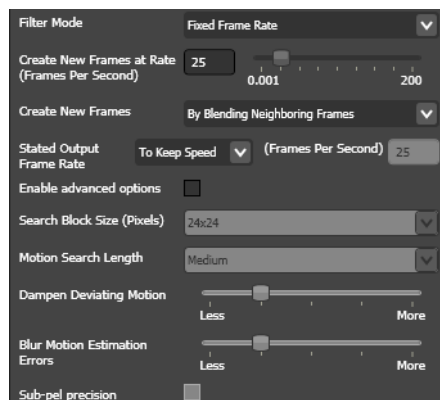 Filter Mode Fixed Frame Rate
Create New Frames at Rate
(Frames Per Second) 25
0.001 200
Create New Frames By Blending Neighboring Frames
Stated Output
Frame Rate To Keep Speed (Frames Per Second) 25
Enable advanced options
Search Block Size (Pixels) 24x24
Motion Search Length Medium
Dampen Deviating Motion
Less More
Blur Motion Estimation
Errors
Less More
Sub-pel precision